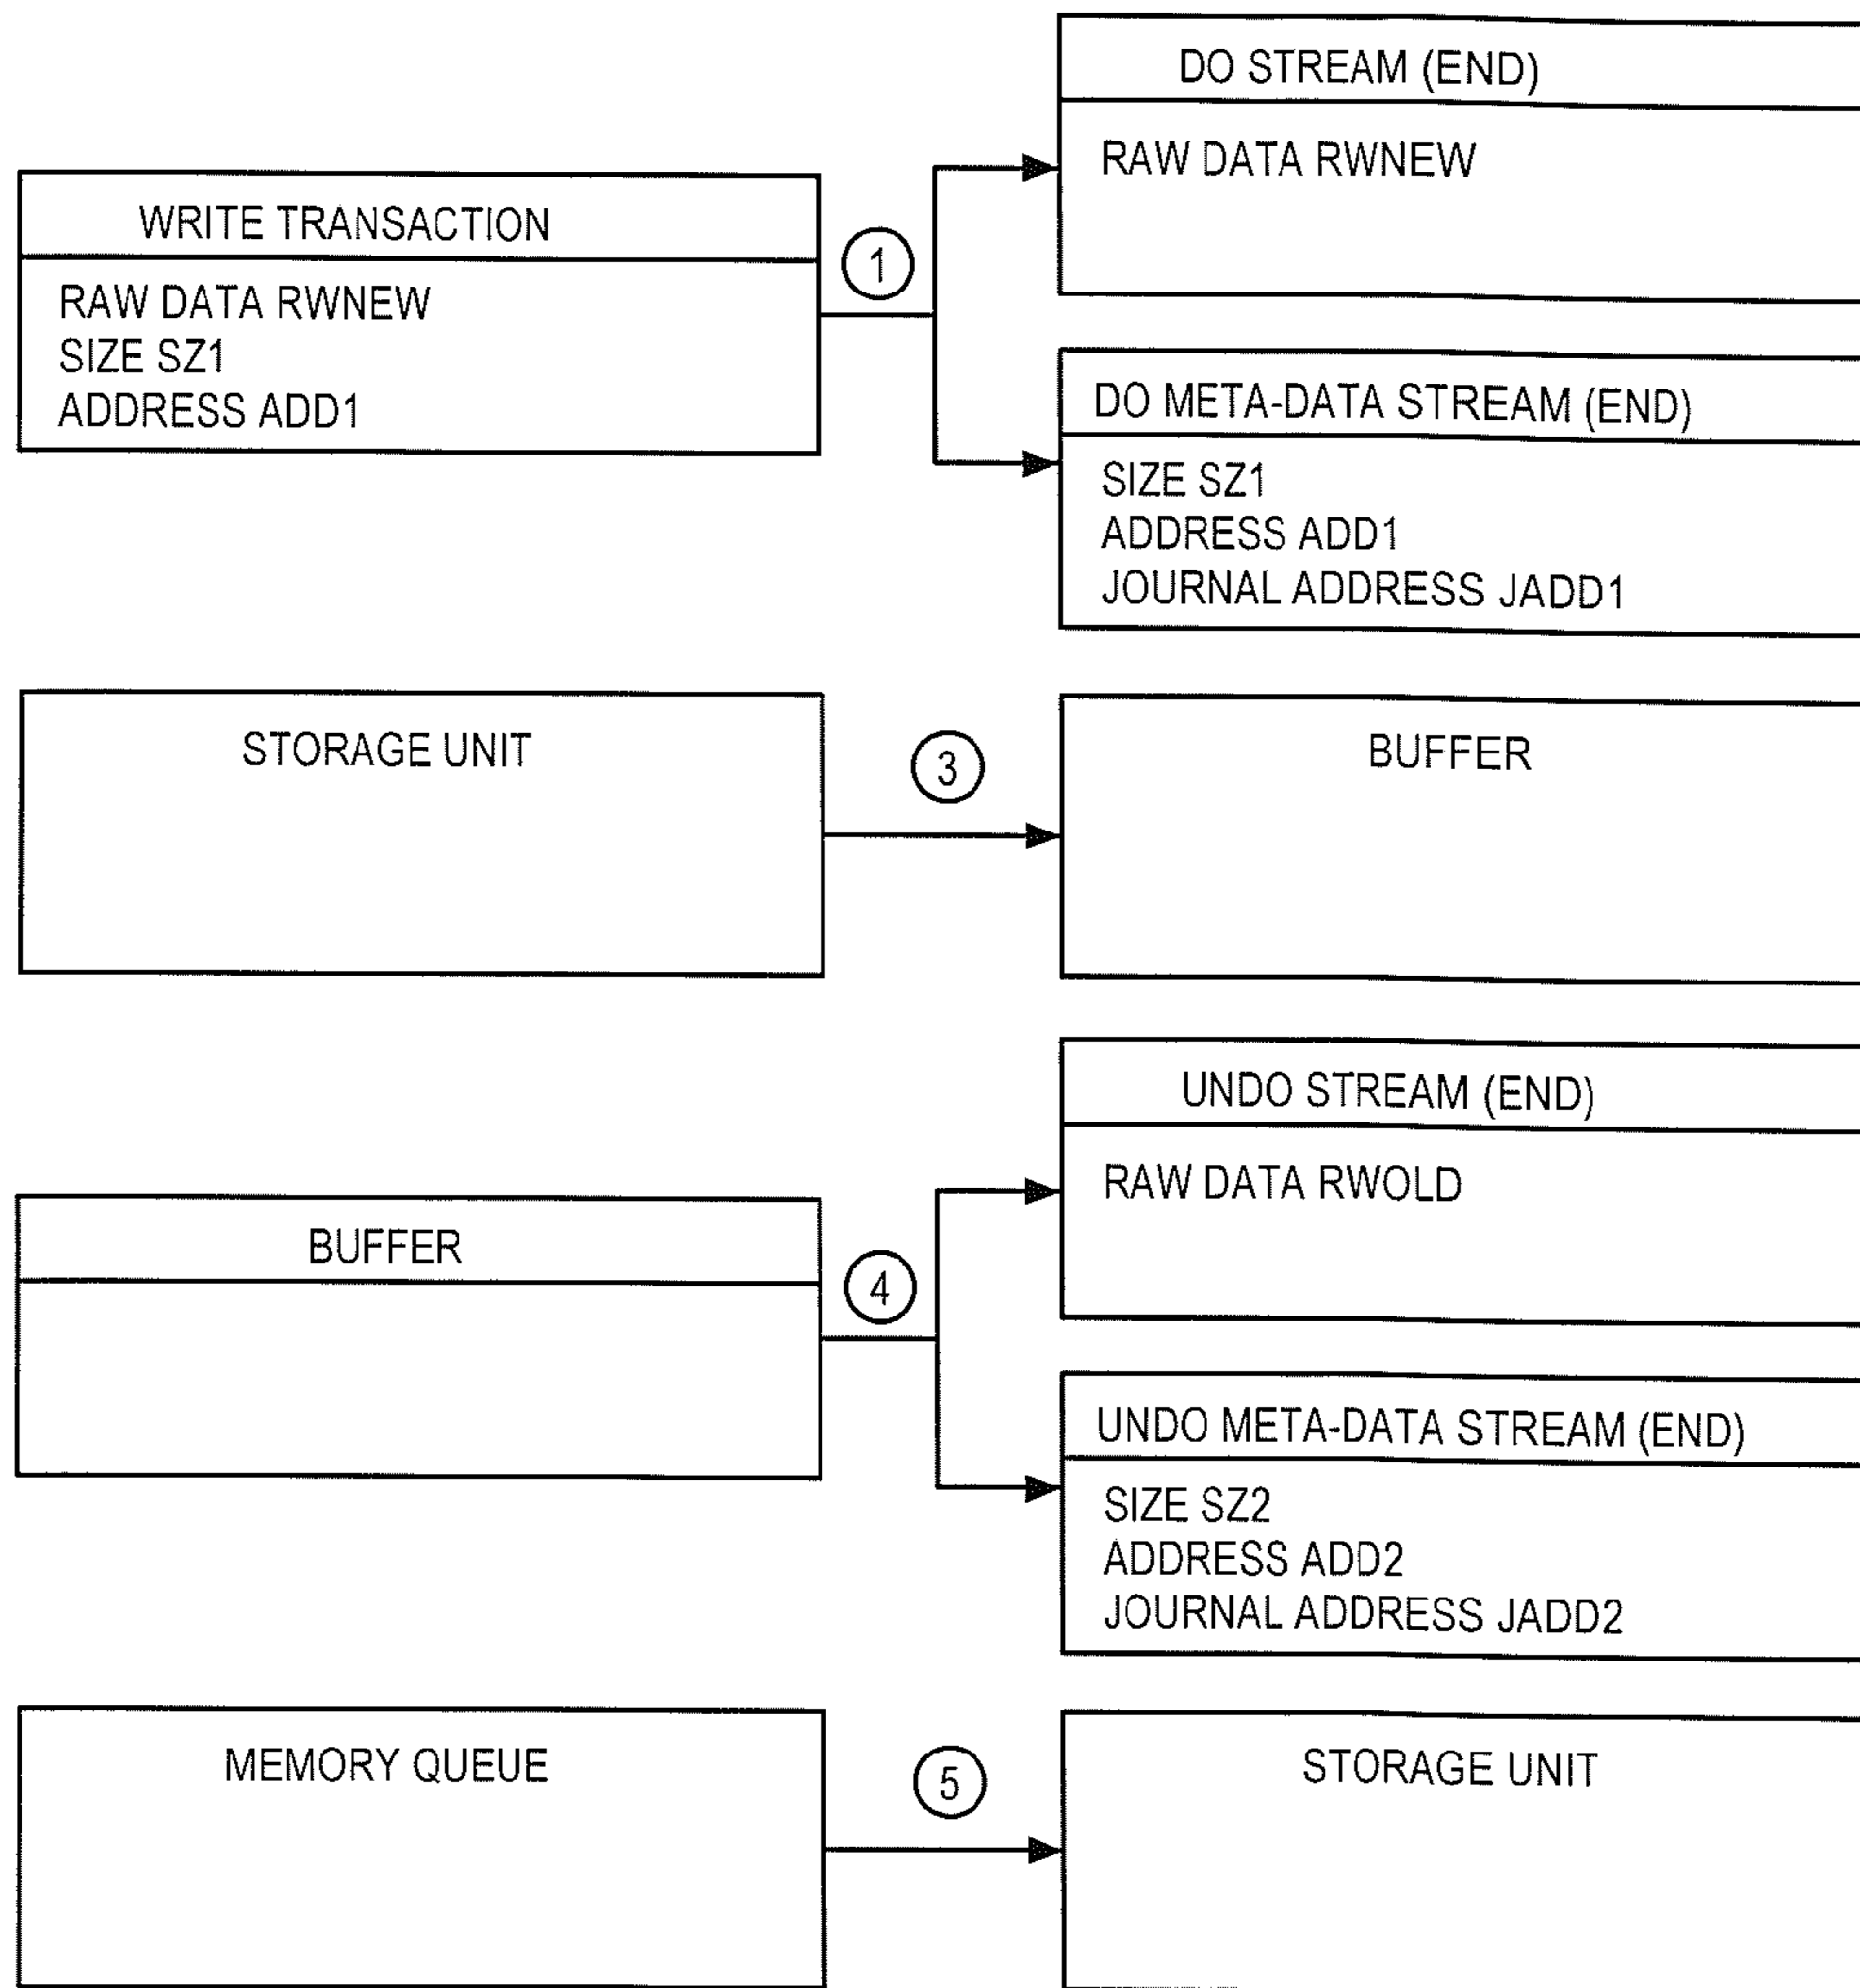 DO STREAM (END)
RAW DATA RWNEW
WRITE TRANSACTION
RAW DATA RWNEW
SIZE SZ1
ADDRESS ADD1
1
DO META-DATA STREAM (END)
SIZE SZ1
ADDRESS ADD1
JOURNAL ADDRESS JADD1
STORAGE UNIT
3
BUFFER
UNDO STREAM (END)
RAW DATA RWOLD
BUFFER
4
UNDO META-DATA STREAM (END)
SIZE SZ2
ADDRESS ADD2
JOURNAL ADDRESS JADD2
MEMORY QUEUE
5
STORAGE UNIT